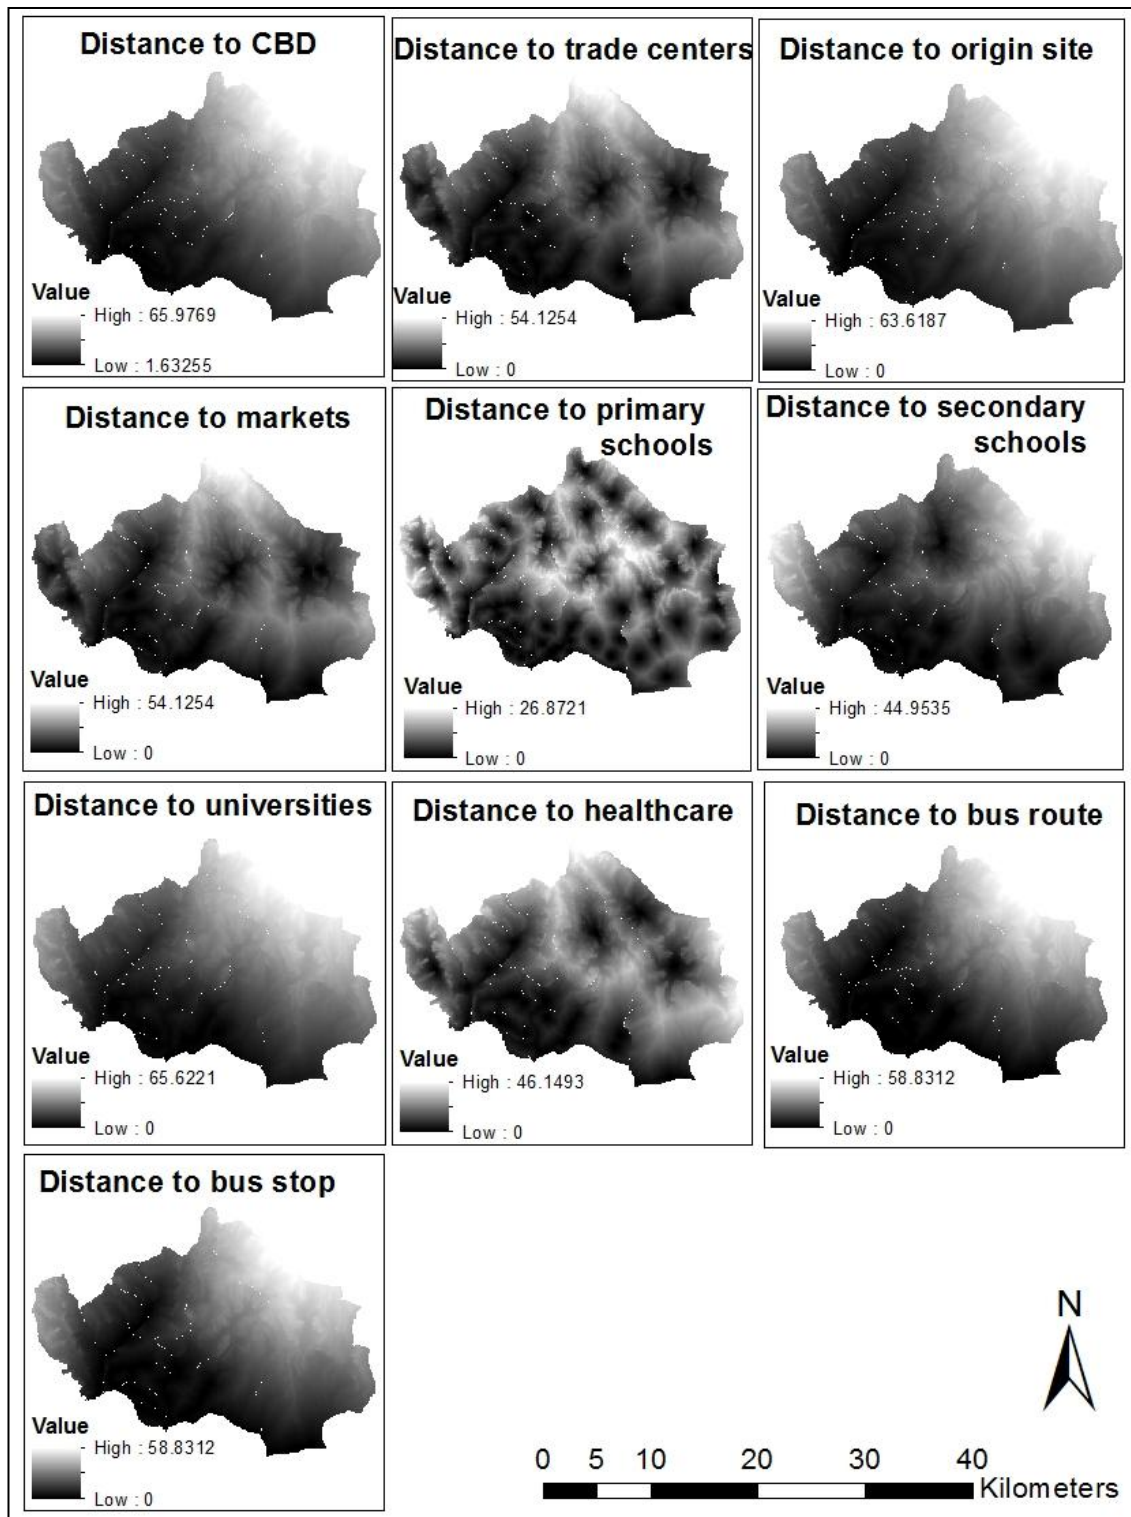 Distance to CBD
Value
High : 65.9769
Low : 1.63255
Distance to trade centers
Value
High : 54.1254
Low : 0
Distance to origin site
Value
High : 63.6187
Low : 0
Distance to markets
Value
High : 54.1254
Low : 0
Distance to primary
schools
Value
High : 26.8721
Low : 0
Distance to secondary
schools
Value
High : 44.9535
Low : 0
Distance to universities
Value
High : 65.6221
Low : 0
Distance to healthcare
Value
High : 46.1493
Low : 0
Distance to bus route
Value
High : 58.8312
Low : 0
Distance to bus stop
Value
High : 58.8312
Low : 0
N
0 5 10 20 30 40
Kilometers